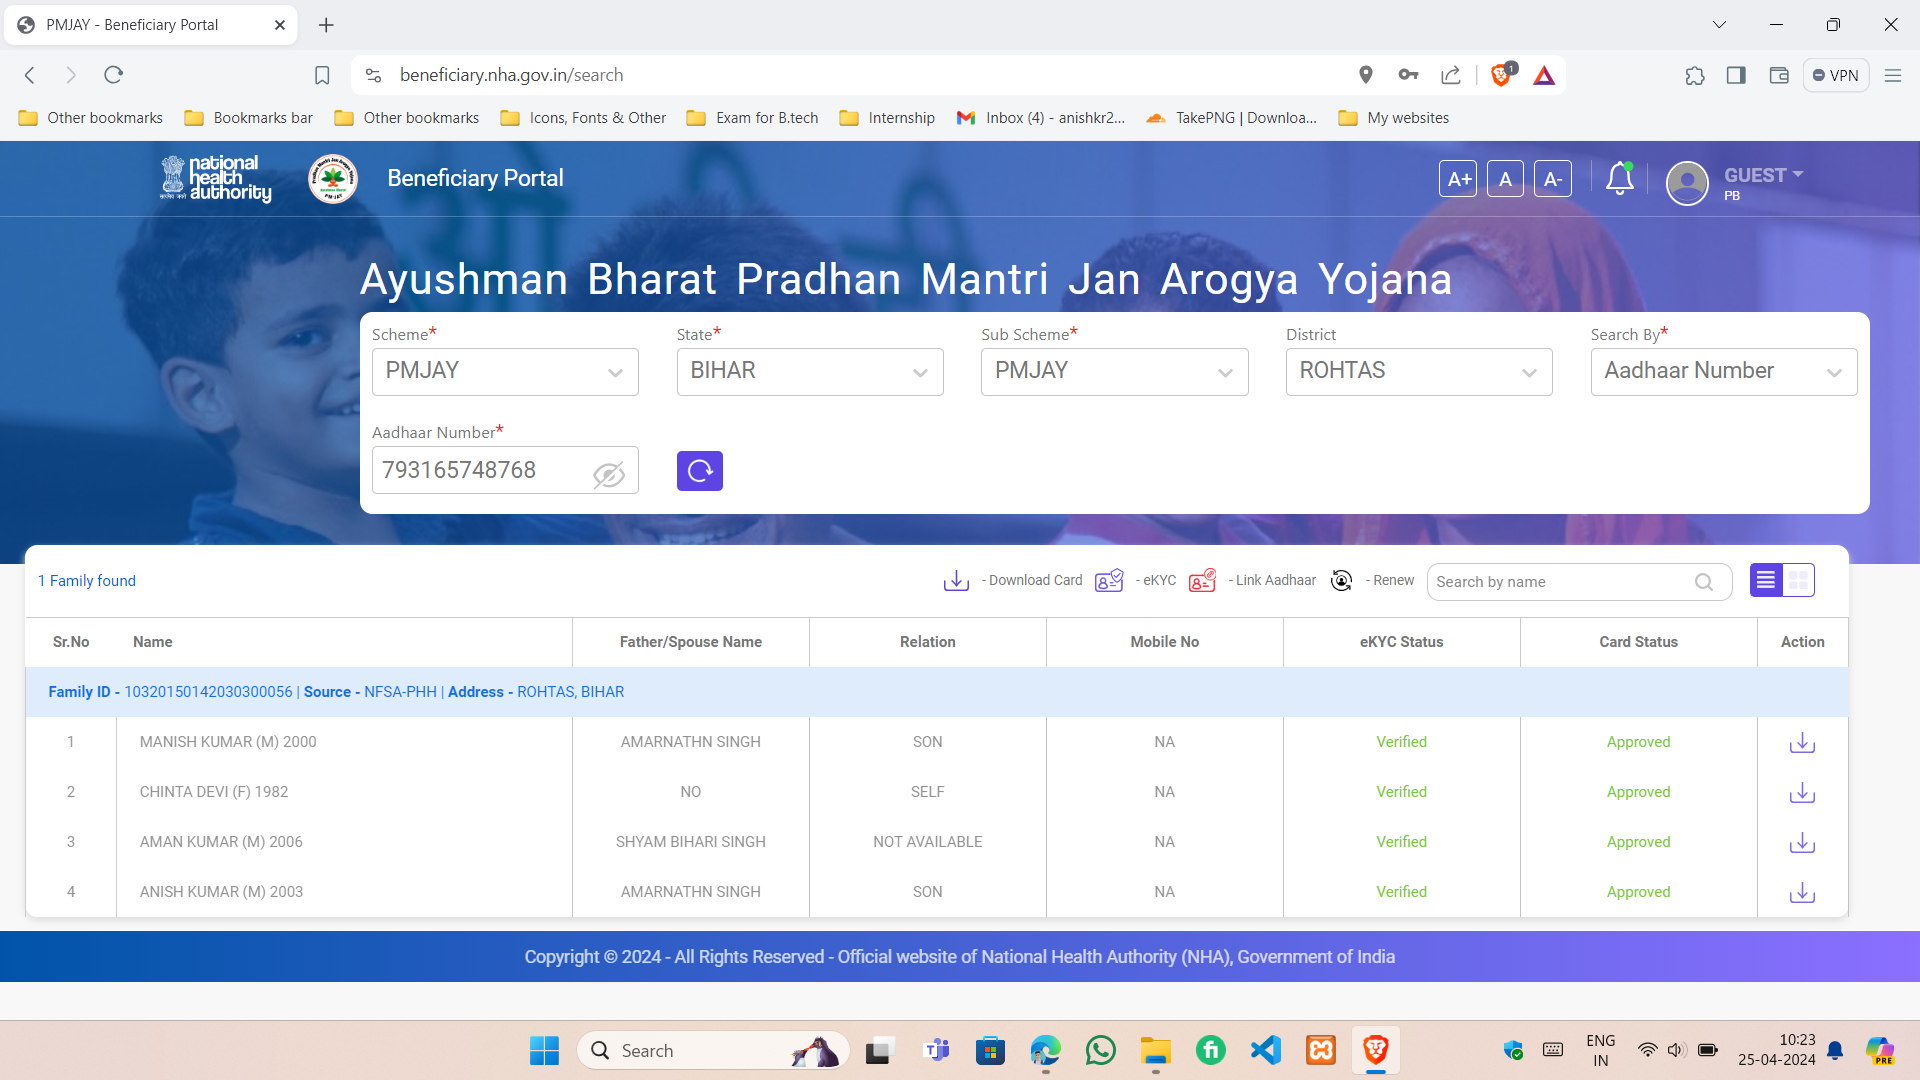 PMJAY - Beneficiary Portal
beneficiary.nha.gov.in/search
1
VPN
Other bookmarks
Bookmarks bar
Other bookmarks
Icons, Fonts & Other
Exam for B.tech
Internship
Inbox (4) - anishkr2...
TakePNG | Downloa...
My websites
national
health
authority
Beneficiary Portal
A+
A
A-
GUEST
PB
Ayushman Bharat Pradhan Mantri Jan Arogya Yojana
Scheme*
State*
Sub Scheme*
District
Search By*
PMJAY
BIHAR
PMJAY
ROHTAS
Aadhaar Number
Aadhaar Number*
793165748768
1 Family found
- Download Card
- eKYC
- Link Aadhaar
- Renew
Search by name
Sr.No Name Father/Spouse Name Relation Mobile No eKYC Status Card Status Action
Family ID - 10320150142030300056 | Source - NFSA-PHH | Address - ROHTAS, BIHAR
1 MANISH KUMAR (M) 2000 AMARNATHN SINGH SON NA Verified Approved
2 CHINTA DEVI (F) 1982 NO SELF NA Verified Approved
3 AMAN KUMAR (M) 2006 SHYAM BIHARI SINGH NOT AVAILABLE NA Verified Approved
4 ANISH KUMAR (M) 2003 AMARNATHN SINGH SON NA Verified Approved
Copyright © 2024 - All Rights Reserved - Official website of National Health Authority (NHA), Government of India
Search
ENG
IN
10:23
25-04-2024
PRE